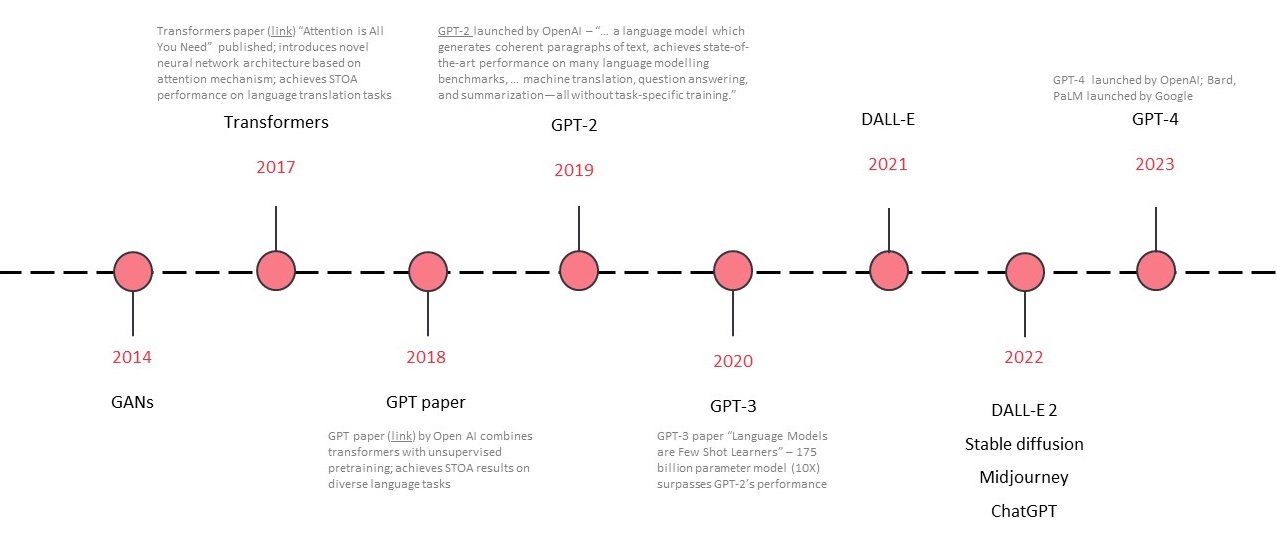 Transformers paper (link) “Attention is All
You Need” published; introduces novel
neural network architecture based on
attention mechanism; achieves STOA
performance on language translation tasks
Transformers
2017
GPT-2 launched by OpenAI – “… a language model which
generates coherent paragraphs of text, achieves state-of-
the-art performance on many language modelling
benchmarks, … machine translation, question answering,
and summarization—all without task-specific training.”
GPT-2
2019
DALL-E
2021
GPT-4 launched by OpenAI; Bard,
PaLM launched by Google
GPT-4
2023
2014
GANs
2018
GPT paper
GPT paper (link) by Open AI combines
transformers with unsupervised
pretraining; achieves STOA results on
diverse language tasks
2020
GPT-3
GPT-3 paper “Language Models
are Few Shot Learners” – 175
billion parameter model (10X)
surpasses GPT-2’s performance
2022
DALL-E 2
Stable diffusion
Midjourney
ChatGPT